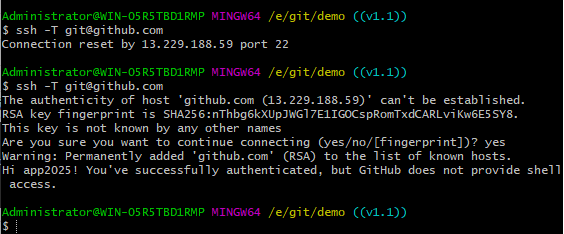 Administrator@WIN-O5R5TBD1RMP MINGW64 /e/git/demo ((v1.1))
$ ssh -T git@github.com
Connection reset by 13.229.188.59 port 22
Administrator@WIN-O5R5TBD1RMP MINGW64 /e/git/demo ((v1.1))
$ ssh -T git@github.com
The authenticity of host 'github.com (13.229.188.59)' can't be established.
RSA key fingerprint is SHA256:nThbg6kXUpJWGl7E1IGOCspRomTxdCARLviKw6E5SY8.
This key is not known by any other names
Are you sure you want to continue connecting (yes/no/[fingerprint])? yes
Warning: Permanently added 'github.com' (RSA) to the list of known hosts.
Hi app2025! You've successfully authenticated, but GitHub does not provide shell
 access.
Administrator@WIN-O5R5TBD1RMP MINGW64 /e/git/demo ((v1.1))
$